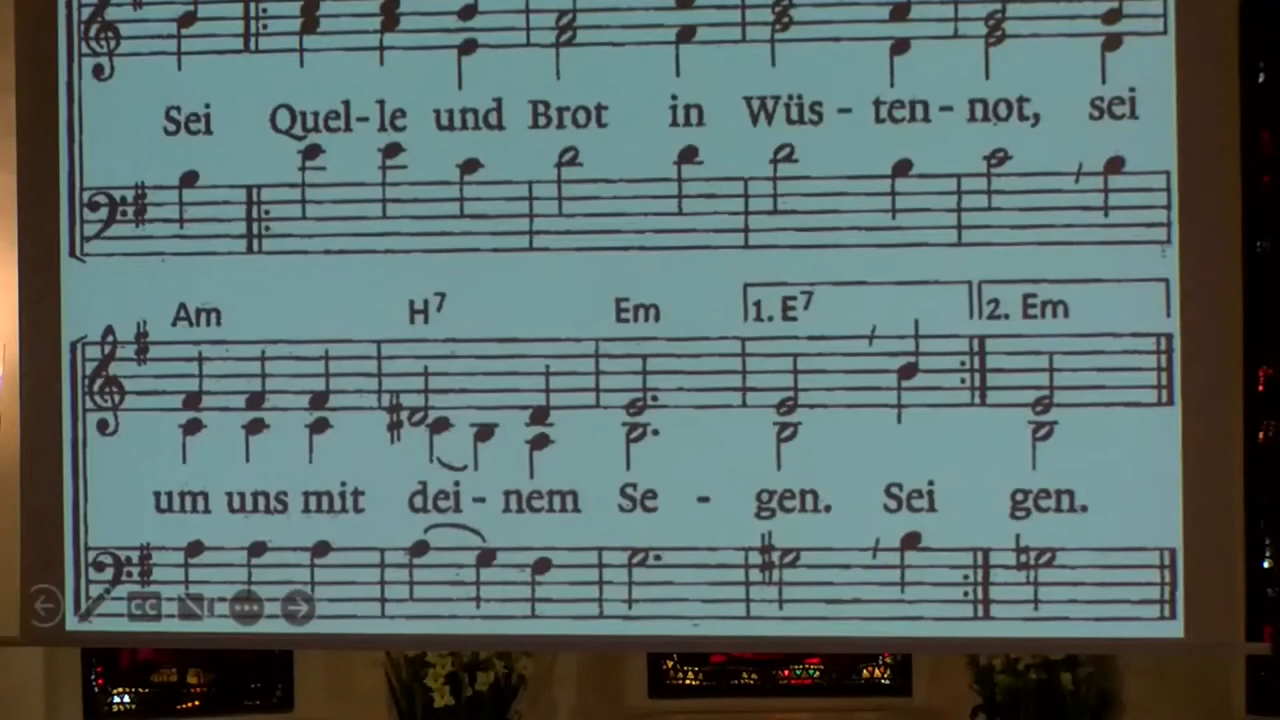 Sei Quel-le und Brot in Wüs - ten - not, sei
Am H7 Em 1. E7 2. Em
um uns mit dei - nem Se - gen. Sei gen.
CC